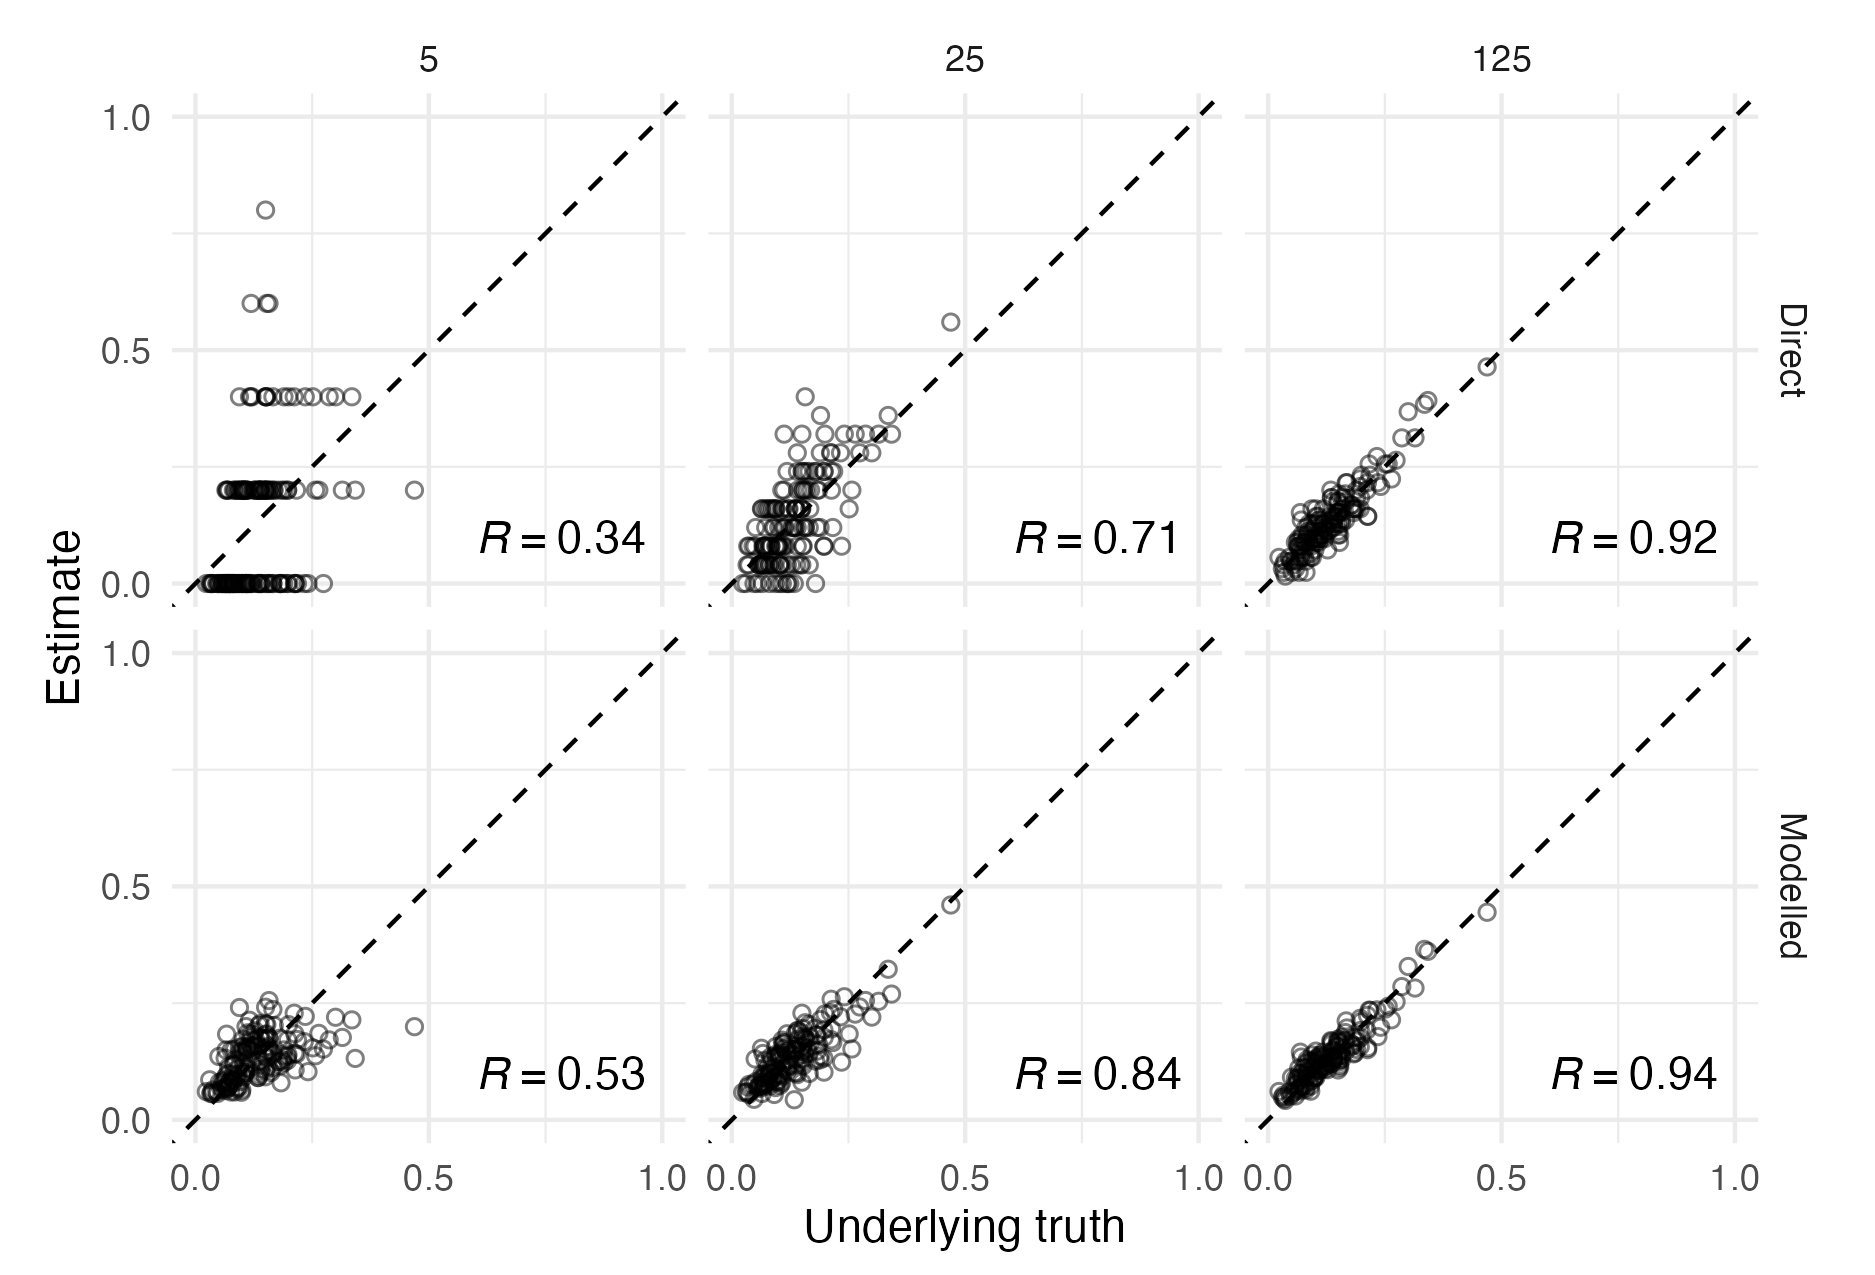 5 25 125
1.0
0.5
0.0
R = 0.34
R = 0.71
R = 0.92
Direct
Estimate
1.0
0.5
0.0
R = 0.53
R = 0.84
R = 0.94
Modelled
0.0 0.5 1.0 0.0 0.5 1.0 0.0 0.5 1.0
Underlying truth